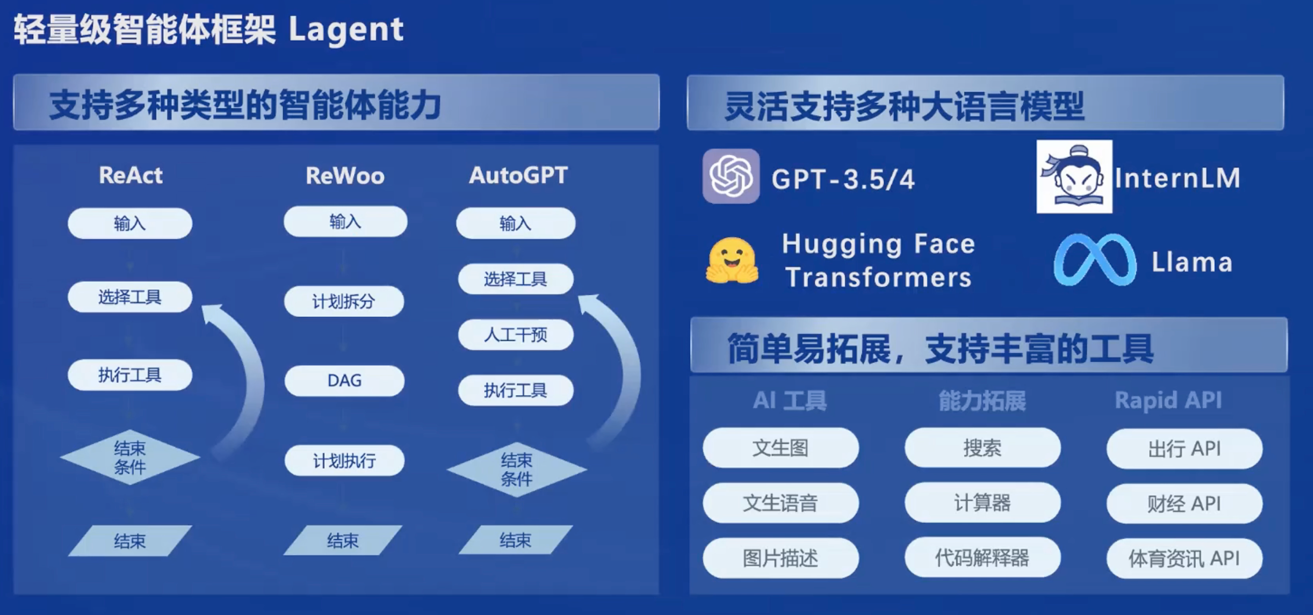 轻量级智能体框架 Lagent
支持多种类型的智能体能力
ReAct
输入
选择工具
执行工具
结束
条件
结束
ReWoo
输入
计划拆分
DAG
计划执行
结束
AutoGPT
输入
选择工具
人工干预
执行工具
结束
条件
结束
灵活支持多种大语言模型
GPT-3.5/4
InternLM
Hugging Face
Transformers
Llama
简单易拓展，支持丰富的工具
AI 工具
文生图
文生语音
图片描述
能力拓展
搜索
计算器
代码解释器
Rapid API
出行 API
财经 API
体育资讯 API